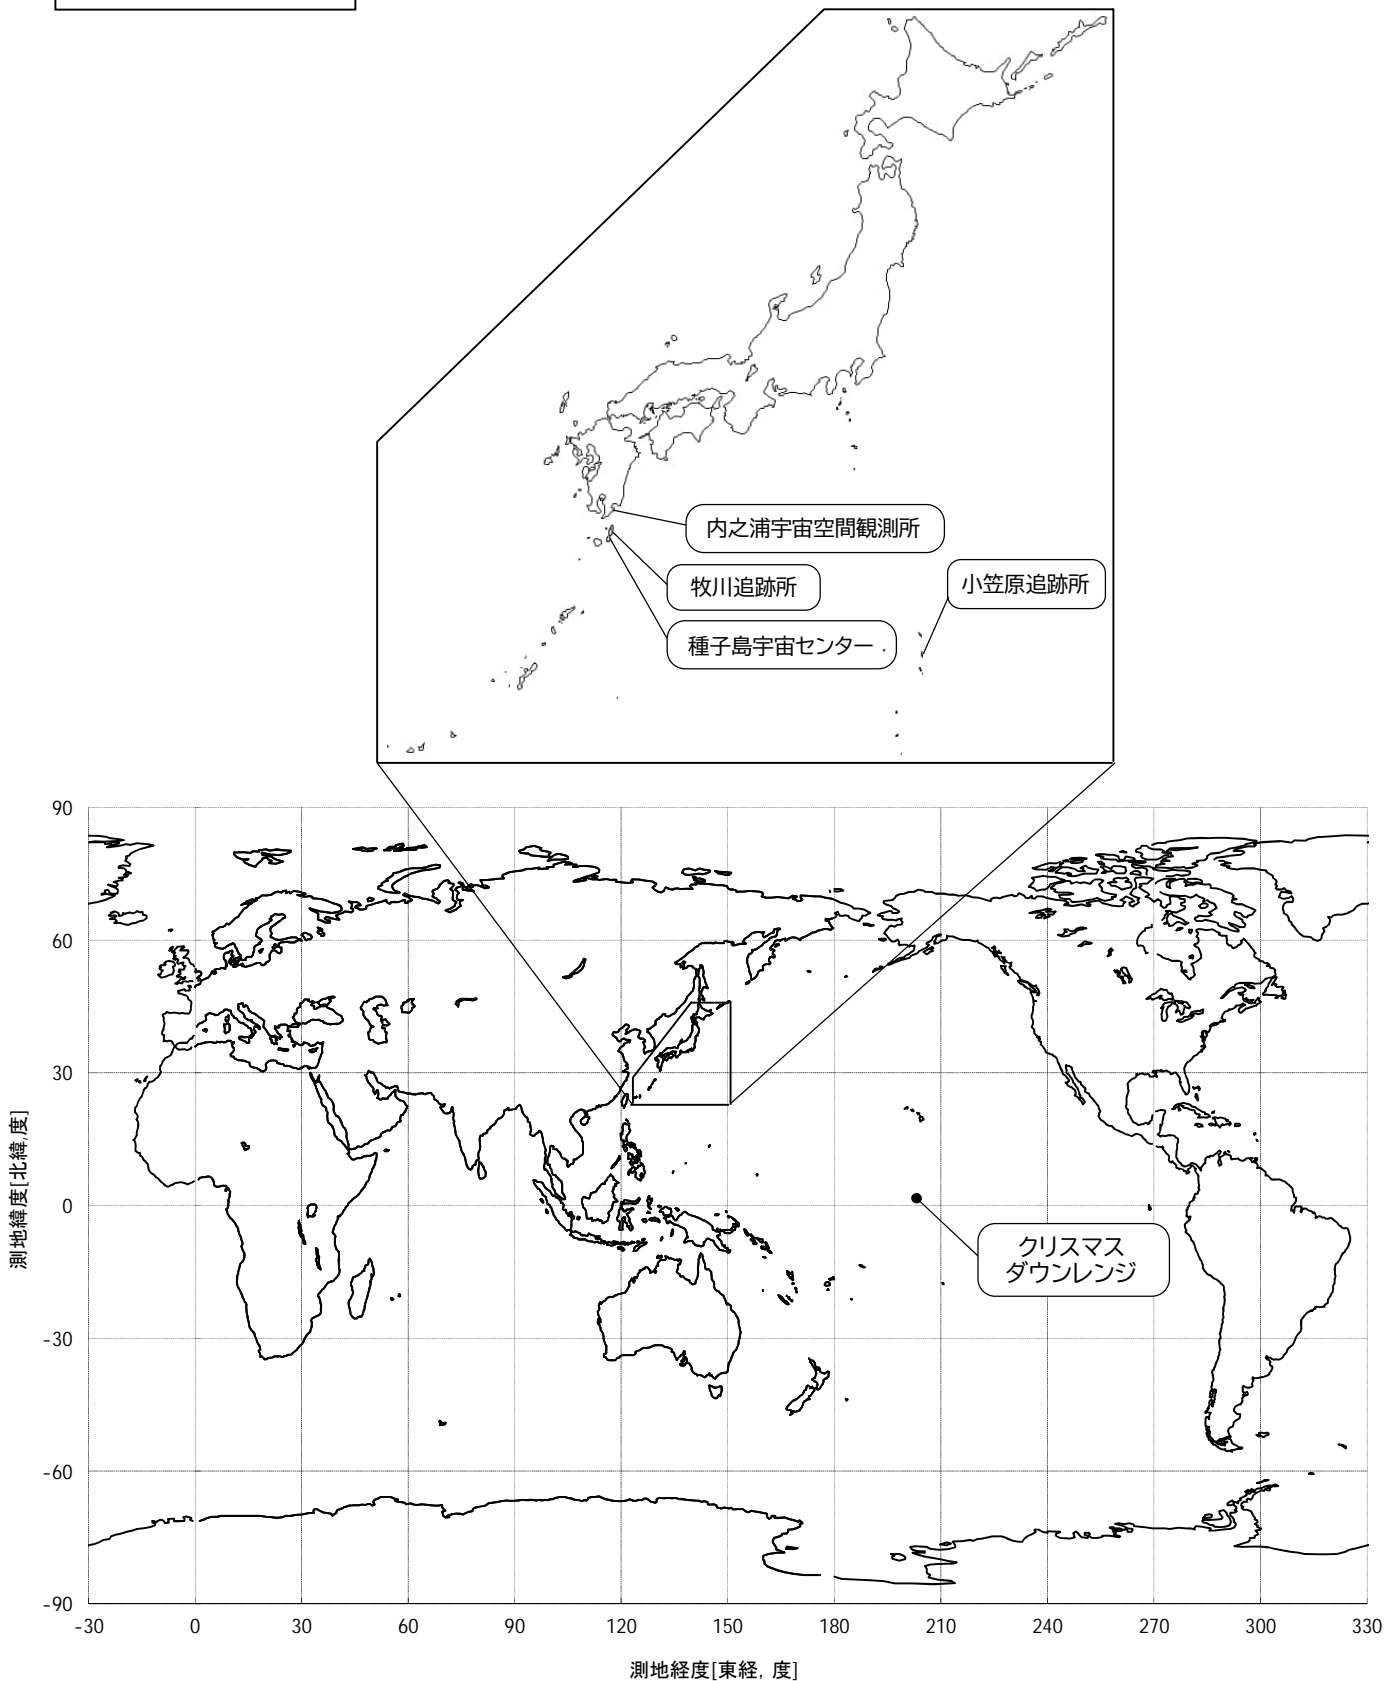 内之浦宇宙空間観測所
牧川追跡所
小笠原追跡所
種子島宇宙センター
90
60
30
0
-30
-60
-90
測地緯度[北緯,度]
クリスマス
ダウンレンジ
-30 0 30 60 90 120 150 180 210 240 270 300 330
測地経度[東経, 度]